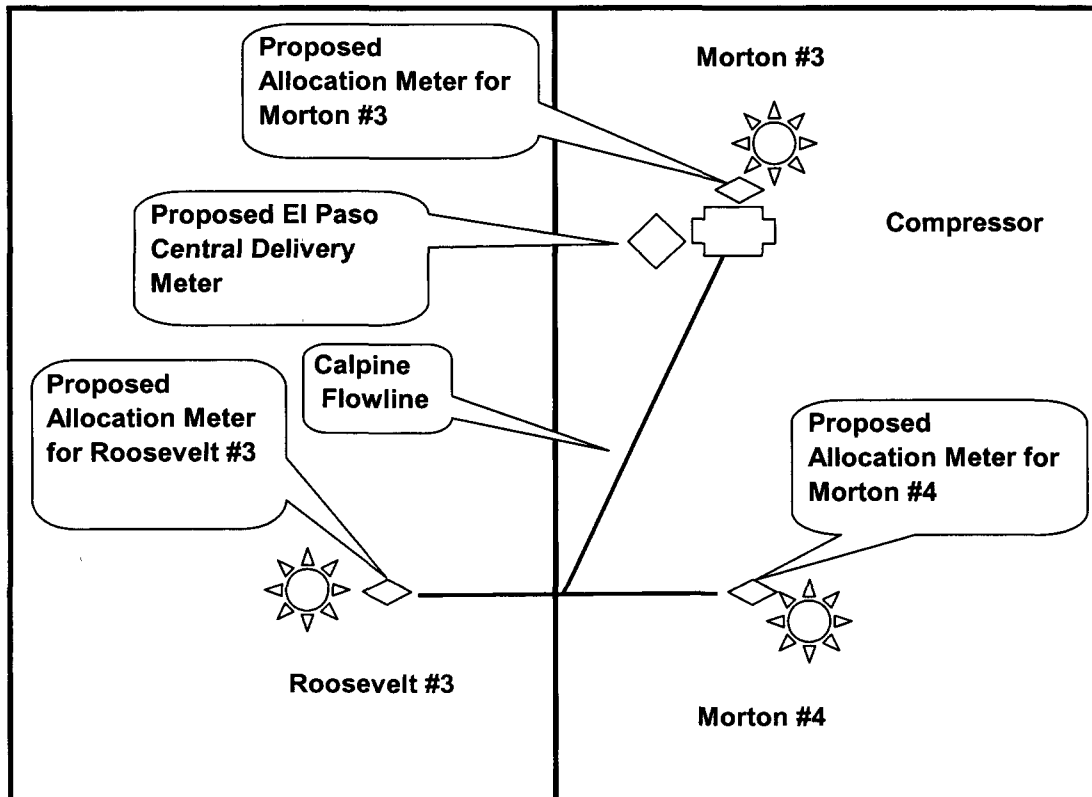 Proposed
Allocation Meter for
Morton #3
Morton #3
Proposed El Paso
Central Delivery
Meter
Compressor
Calpine
Flowline
Proposed
Allocation Meter
for Roosevelt #3
Proposed
Allocation Meter for
Morton #4
Roosevelt #3
Morton #4